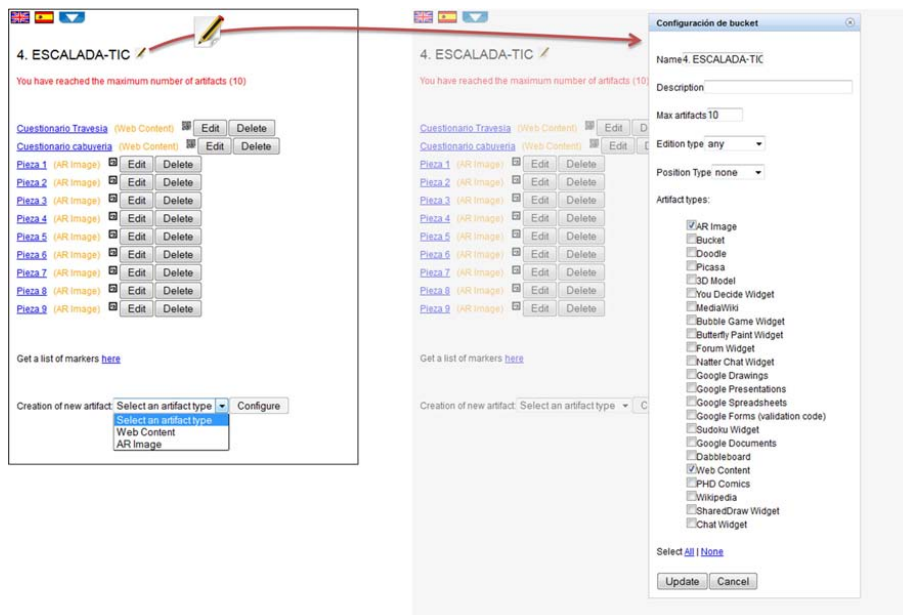 4. ESCALADA-TIC
You have reached the maximum number of artifacts (10)
Cuestionario Travesia (Web Content) Edit Delete
Cuestionario cabuyeria (Web Content) Edit Delete
Pieza 1 (AR Image) Edit Delete
Pieza 2 (AR Image) Edit Delete
Pieza 3 (AR Image) Edit Delete
Pieza 4 (AR Image) Edit Delete
Pieza 5 (AR Image) Edit Delete
Pieza 6 (AR Image) Edit Delete
Pieza 7 (AR Image) Edit Delete
Pieza 8 (AR Image) Edit Delete
Pieza 9 (AR Image) Edit Delete
Get a list of markers here
Creation of new artifact: Select an artifact type Configure
Select an artifact type
Web Content
AR Image
4. ESCALADA-TIC
You have reached the maximum number of artifacts (10)
Cuestionario Travesia (Web Content) Edit D
Cuestionario cabuyeria (Web Content) Edit
Pieza 1 (AR Image) Edit Delete
Pieza 2 (AR Image) Edit Delete
Pieza 3 (AR Image) Edit Delete
Pieza 4 (AR Image) Edit Delete
Pieza 5 (AR Image) Edit Delete
Pieza 6 (AR Image) Edit Delete
Pieza 7 (AR Image) Edit Delete
Pieza 8 (AR Image) Edit Delete
Pieza 9 (AR Image) Edit Delete
Get a list of markers here
Creation of new artifact: Select an artifact type C
Configuración de bucket
Name 4. ESCALADA-TIC
Description
Max artifacts 10
Edition type any
Position Type none
Artifact types:
AR Image
Bucket
Doodle
Picasa
3D Model
You Decide Widget
MediaWiki
Bubble Game Widget
Butterfly Paint Widget
Forum Widget
Natter Chat Widget
Google Drawings
Google Presentations
Google Spreadsheets
Google Forms (validation code)
Sudoku Widget
Google Documents
Dabbleboard
Web Content
PHD Comics
Wikipedia
SharedDraw Widget
Chat Widget
Select All | None
Update Cancel